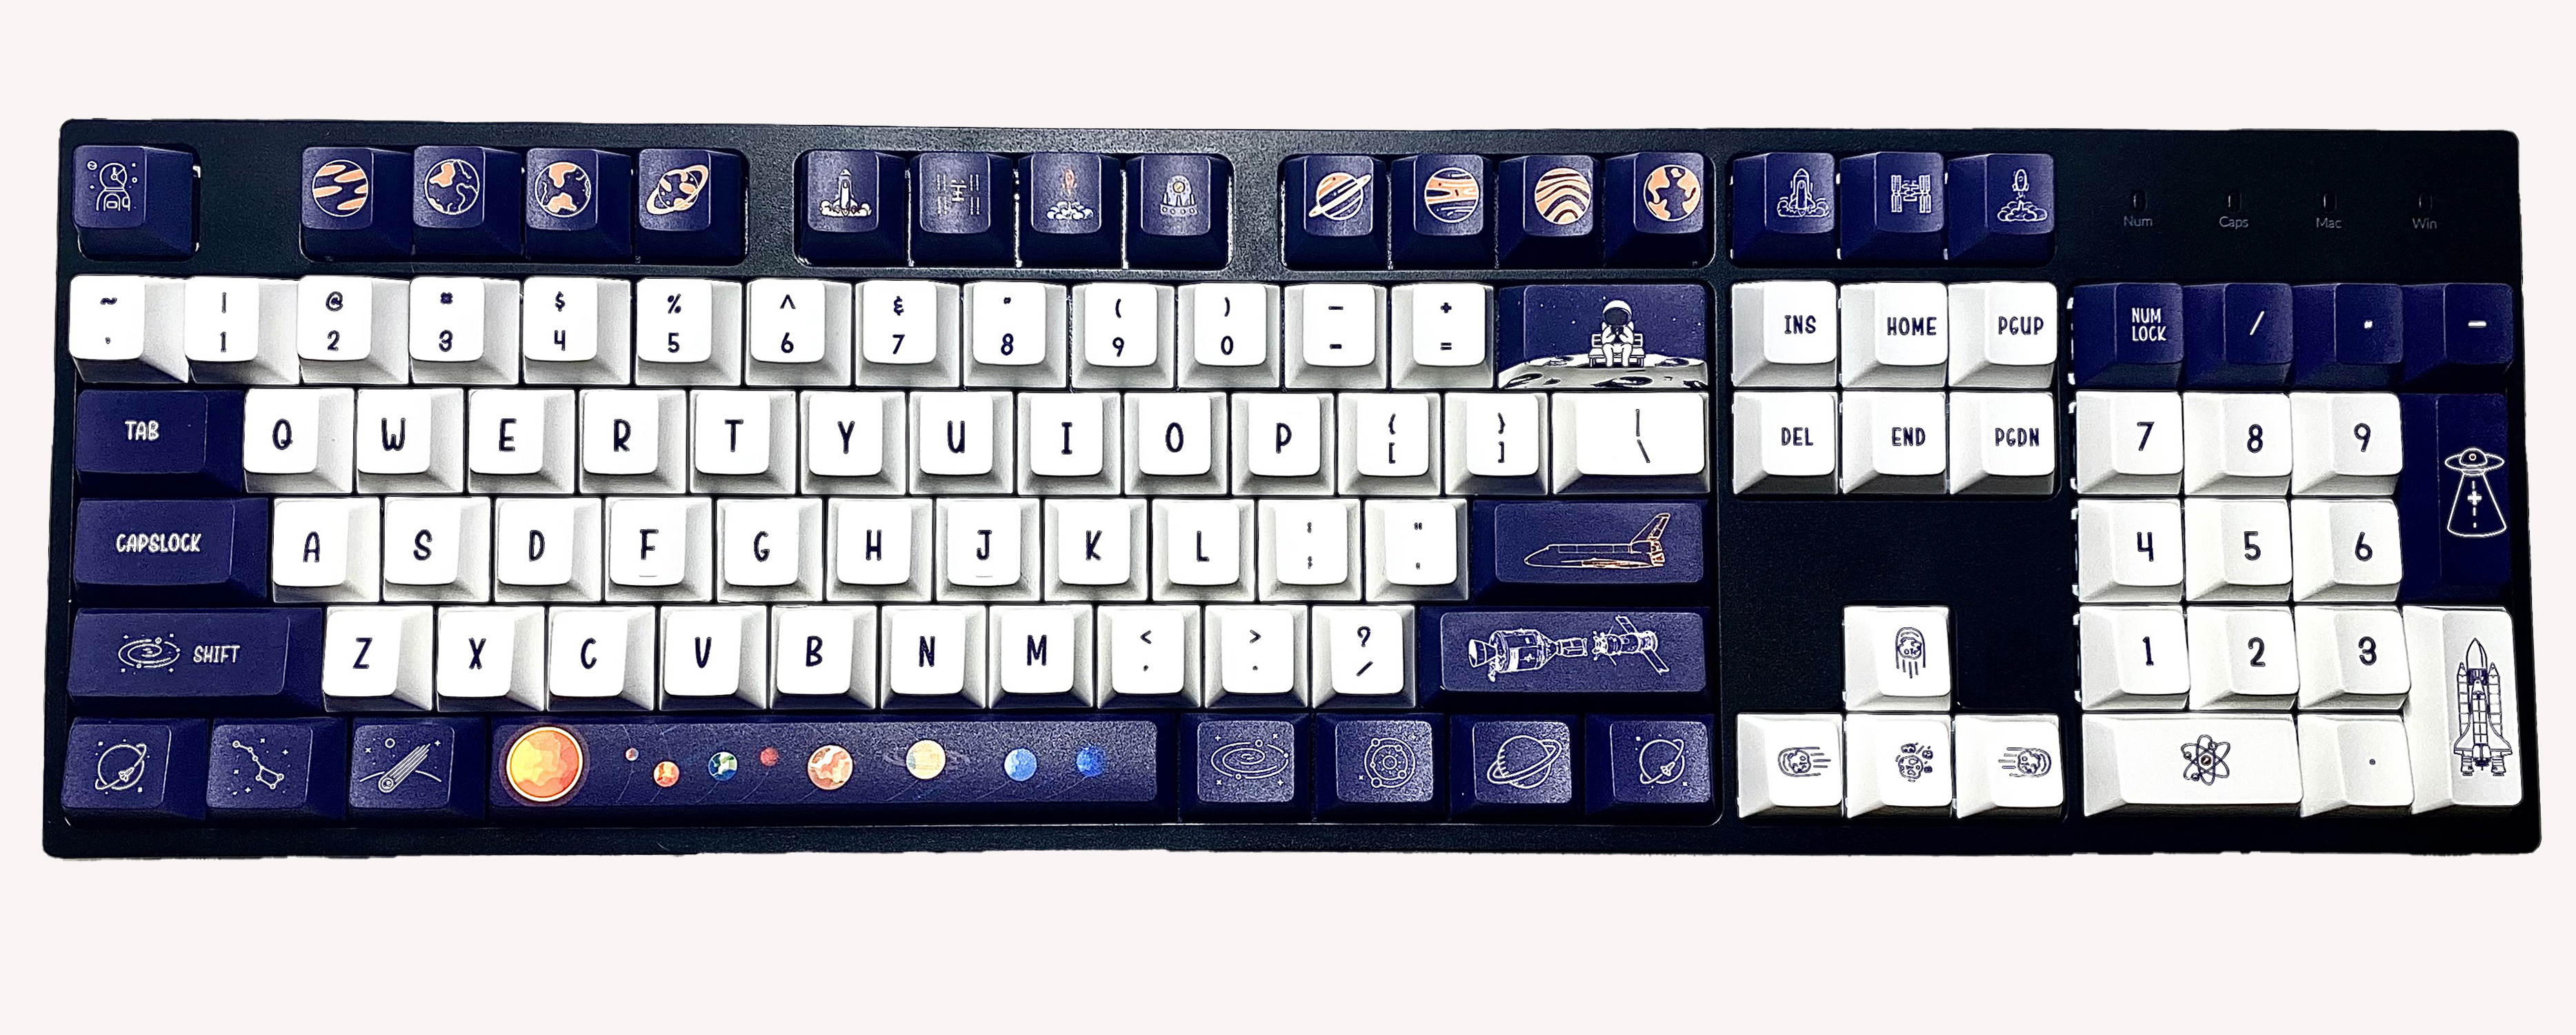 Num Caps Mac Win
~ ! @ # $ % ^ & * ( ) _ +
` 1 2 3 4 5 6 7 8 9 0 - =
INS HOME PGUP
NUM LOCK / * -
TAB Q W E R T Y U I O P { [ } ] | \
DEL END PGDN
7 8 9 +
CAPSLOCK A S D F G H J K L : ; " '
4 5 6
SHIFT Z X C V B N M < , > . ? /
1 2 3
.